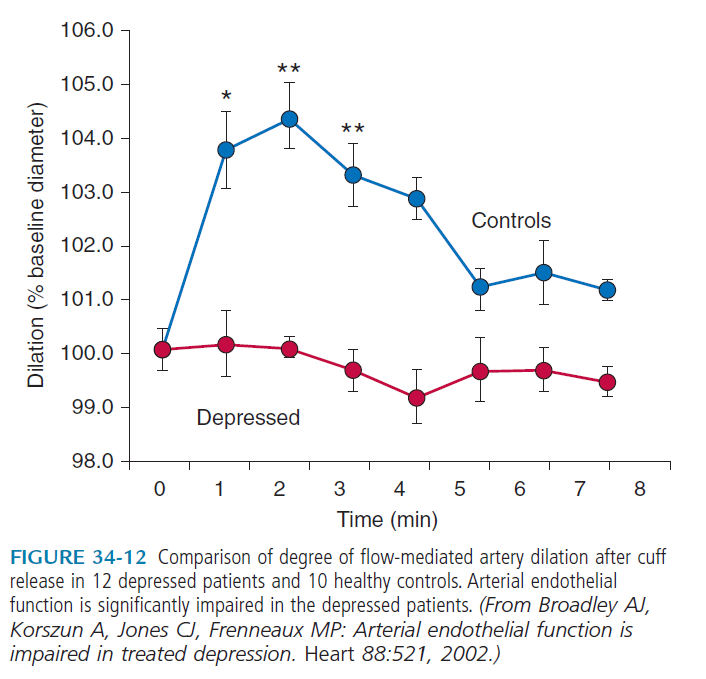 106.0
105.0
104.0
103.0
102.0
101.0
100.0
99.0
98.0
Dilation (% baseline diameter)
*
**
**
Controls
Depressed
0 1 2 3 4 5 6 7 8
Time (min)
FIGURE 34-12 Comparison of degree of flow-mediated artery dilation after cuff
release in 12 depressed patients and 10 healthy controls. Arterial endothelial
function is significantly impaired in the depressed patients. (From Broadley AJ,
Korszun A, Jones CJ, Frenneaux MP: Arterial endothelial function is
impaired in treated depression. Heart 88:521, 2002.)